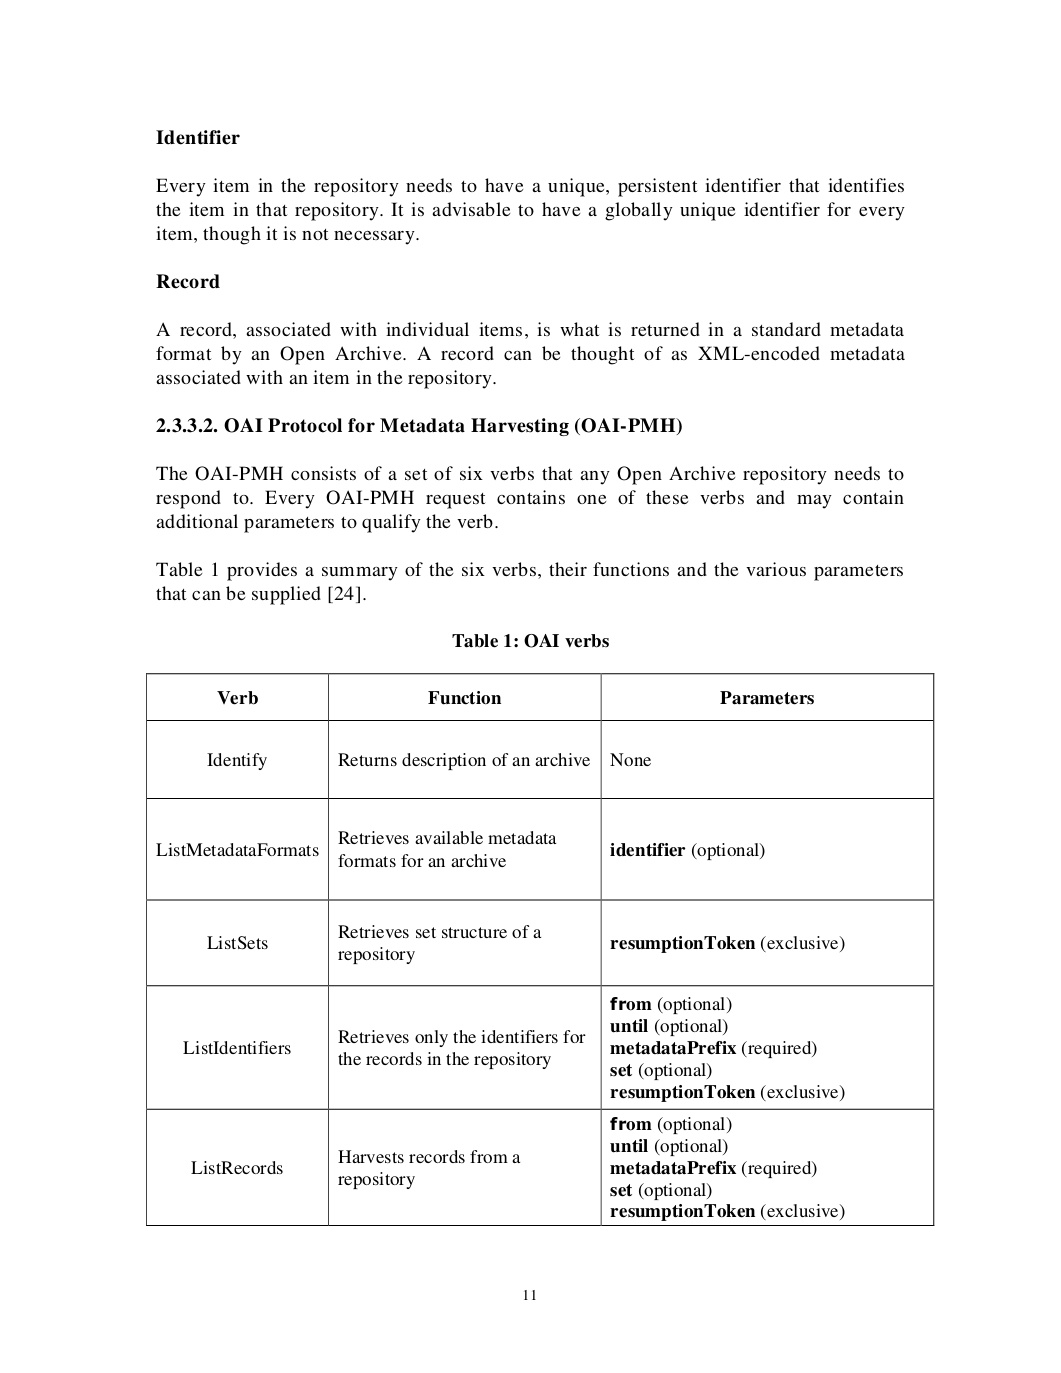 Identifier
Every item in the repository needs to have a unique, persistent identifier that identifies
the item in that repository. It is advisable to have a globally unique identifier for every
item, though it is not necessary.
Record
A record, associated with individual items, is what is returned in a standard metadata
format by an Open Archive. A record can be thought of as XML-encoded metadata
associated with an item in the repository.
2.3.3.2. OAI Protocol for Metadata Harvesting (OAI-PMH)
The OAI-PMH consists of a set of six verbs that any Open Archive repository needs to
respond to. Every OAI-PMH request contains one of these verbs and may contain
additional parameters to qualify the verb.
Table 1 provides a summary of the six verbs, their functions and the various parameters
that can be supplied [24].
Table 1: OAI verbs
Verb Function Parameters
Identify Returns description of an archive None
ListMetadataFormats
Retrieves available metadata
formats for an archive
identifier (optional)
ListSets
Retrieves set structure of a
repository
resumptionToken (exclusive)
ListIdentifiers
Retrieves only the identifiers for
the records in the repository
from (optional)
until (optional)
metadataPrefix (required)
set (optional)
resumptionToken (exclusive)
ListRecords
Harvests records from a
repository
from (optional)
until (optional)
metadataPrefix (required)
set (optional)
resumptionToken (exclusive)
11